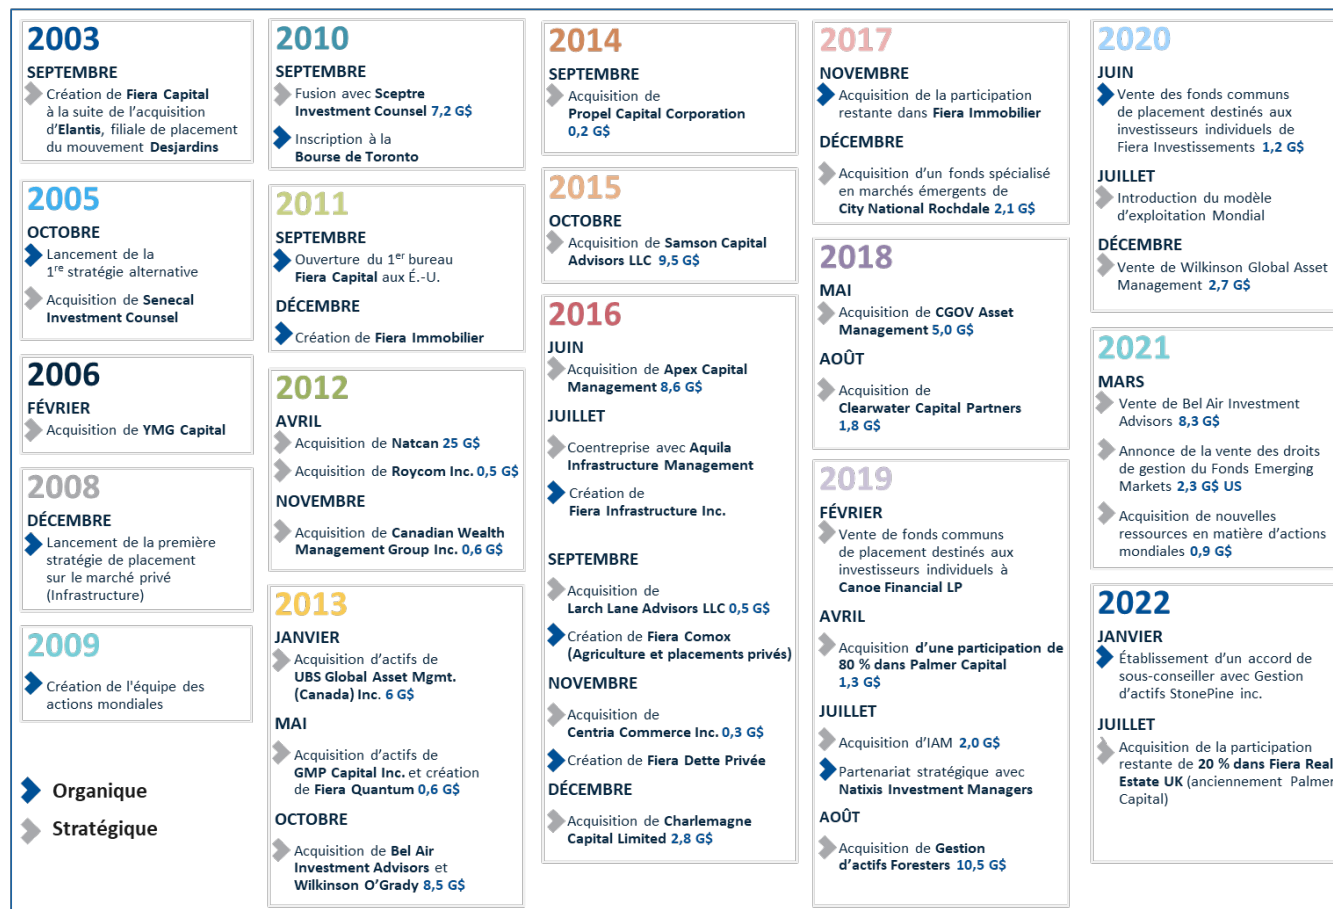 2003
SEPTEMBRE
Création de Fiera Capital
à la suite de l'acquisition
d'Elantis, filiale de placement
du mouvement Desjardins
2005
OCTOBRE
Lancement de la
1re stratégie alternative
Acquisition de Senecal
Investment Counsel
2006
FÉVRIER
Acquisition de YMG Capital
2008
DÉCEMBRE
Lancement de la première
stratégie de placement
sur le marché privé
(Infrastructure)
2009
Création de l'équipe des
actions mondiales
Organique
Stratégique
2010
SEPTEMBRE
Fusion avec Sceptre
Investment Counsel 7,2 G$
Inscription à la
Bourse de Toronto
2011
SEPTEMBRE
Ouverture du 1er bureau
Fiera Capital aux É.-U.
DÉCEMBRE
Création de Fiera Immobilier
2012
AVRIL
Acquisition de Natcan 25 G$
Acquisition de Roycom Inc. 0,5 G$
NOVEMBRE
Acquisition de Canadian Wealth
Management Group Inc. 0,6 G$
2013
JANVIER
Acquisition d'actifs de
UBS Global Asset Mgmt.
(Canada) Inc. 6 G$
MAI
Acquisition d'actifs de
GMP Capital Inc. et création
de Fiera Quantum 0,6 G$
OCTOBRE
Acquisition de Bel Air
Investment Advisors et
Wilkinson O'Grady 8,5 G$
2014
SEPTEMBRE
Acquisition de
Propel Capital Corporation
0,2 G$
2015
OCTOBRE
Acquisition de Samson Capital
Advisors LLC 9,5 G$
2016
JUIN
Acquisition de Apex Capital
Management 8,6 G$
JUILLET
Coentreprise avec Aquila
Infrastructure Management
Création de
Fiera Infrastructure Inc.
SEPTEMBRE
Acquisition de
Larch Lane Advisors LLC 0,5 G$
Création de Fiera Comox
(Agriculture et placements privés)
NOVEMBRE
Acquisition de
Centria Commerce Inc. 0,3 G$
Création de Fiera Dette Privée
DÉCEMBRE
Acquisition de Charlemagne
Capital Limited 2,8 G$
2017
NOVEMBRE
Acquisition de la participation
restante dans Fiera Immobilier
DÉCEMBRE
Acquisition d'un fonds spécialisé
en marchés émergents de
City National Rochdale 2,1 G$
2018
MAI
Acquisition de CGOV Asset
Management 5,0 G$
AOÛT
Acquisition de
Clearwater Capital Partners
1,8 G$
2019
FÉVRIER
Vente de fonds communs
de placement destinés aux
investisseurs individuels à
Canoe Financial LP
AVRIL
Acquisition d'une participation de
80 % dans Palmer Capital
1,3 G$
JUILLET
Acquisition d'IAM 2,0 G$
Partenariat stratégique avec
Natixis Investment Managers
AOÛT
Acquisition de Gestion
d'actifs Foresters 10,5 G$
2020
JUIN
Vente des fonds communs
de placement destinés aux
investisseurs individuels de
Fiera Investissements 1,2 G$
JUILLET
Introduction du modèle
d'exploitation Mondial
DÉCEMBRE
Vente de Wilkinson Global Asset
Management 2,7 G$
2021
MARS
Vente de Bel Air Investment
Advisors 8,3 G$
Annonce de la vente des droits
de gestion du Fonds Emerging
Markets 2,3 G$ US
Acquisition de nouvelles
ressources en matière d'actions
mondiales 0,9 G$
2022
JANVIER
Établissement d'un accord de
sous-conseiller avec Gestion
d'actifs StonePine inc.
JUILLET
Acquisition de la participation
restante de 20 % dans Fiera Real
Estate UK (anciennement Palmer
Capital)